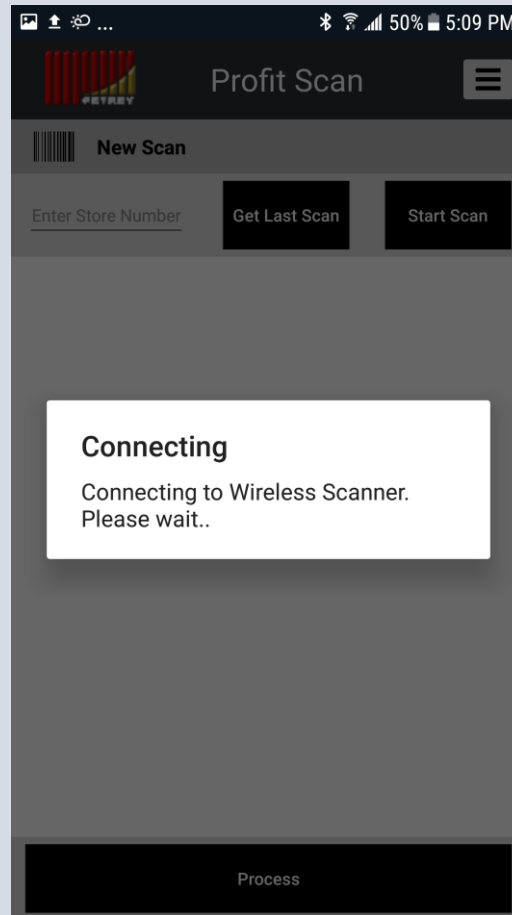 ... 50% 5:09 PM
PETREY
Profit Scan
New Scan
Enter Store Number
Get Last Scan
Start Scan
Connecting
Connecting to Wireless Scanner.
Please wait..
Process